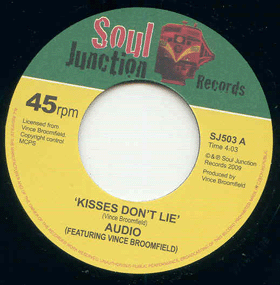 Soul
Junction
Records
45rpm
Licensed from
Vince Broomfield.
Copyright control.
MCPS
SJ503 A
Time 4-03
℗&© Soul Junction
Records 2009
Produced by
Vince Broomfield
'KISSES DON'T LIE'
(Vince Broomfield)
AUDIO
(FEATURING VINCE BROOMFIELD)